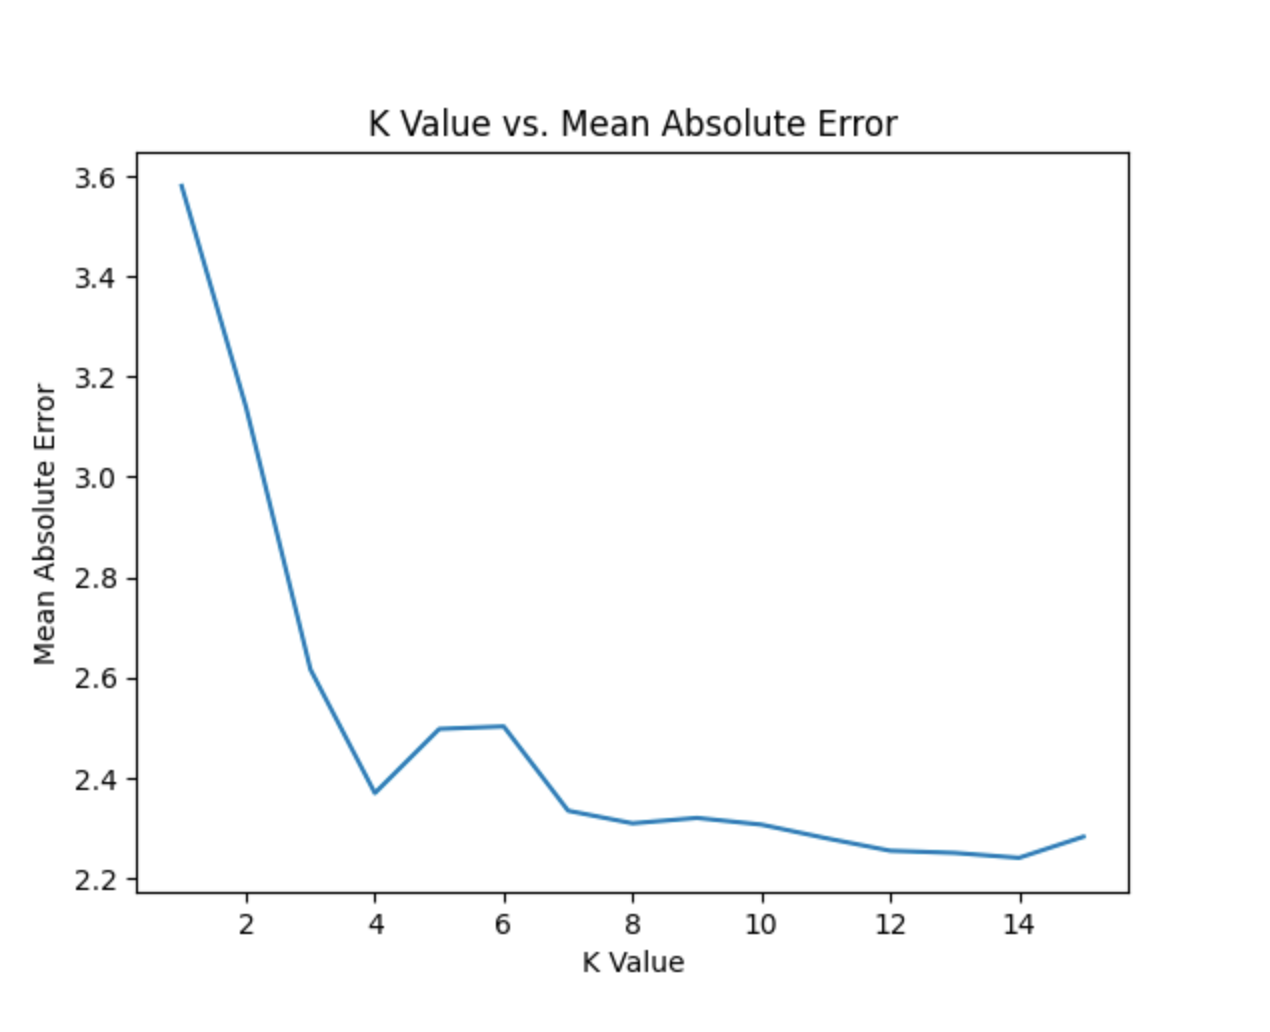 K Value vs. Mean Absolute Error
3.6
3.4
3.2
3.0
2.8
2.6
2.4
2.2
Mean Absolute Error
2 4 6 8 10 12 14
K Value